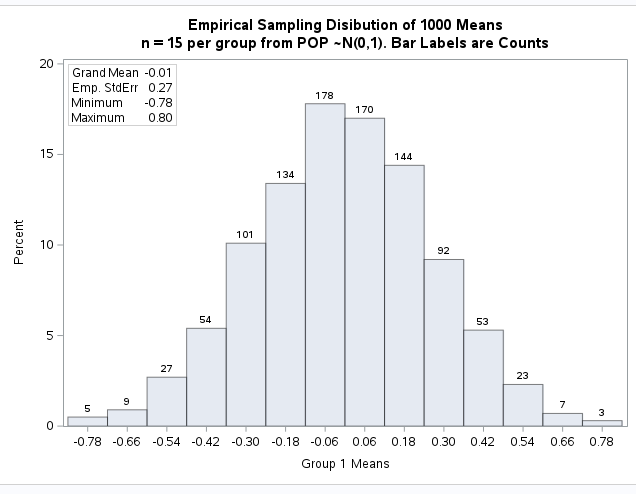 Empirical Sampling Disibution of 1000 Means
n = 15 per group from POP ~N(0,1). Bar Labels are Counts
Grand Mean -0.01
Emp. StdErr 0.27
Minimum -0.78
Maximum 0.80
20
15
10
5
0
Percent
5
9
27
54
101
134
178
170
144
92
53
23
7
3
-0.78 -0.66 -0.54 -0.42 -0.30 -0.18 -0.06 0.06 0.18 0.30 0.42 0.54 0.66 0.78
Group 1 Means